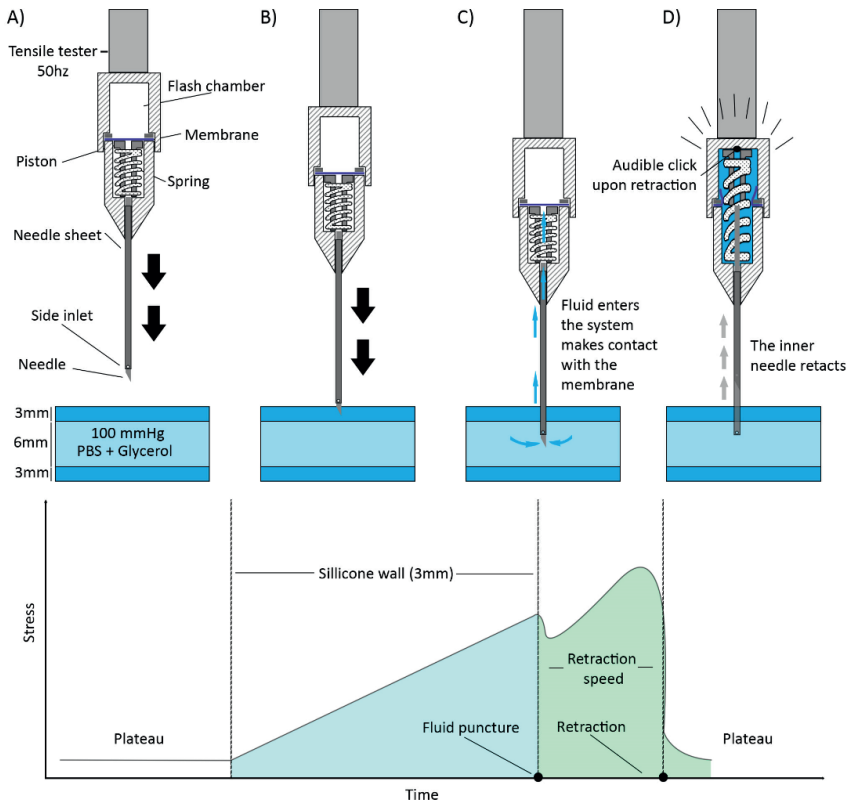 A)
B)
C)
D)
Tensile tester
50hz
Flash chamber
Membrane
Piston
Spring
Needle sheet
Side inlet
Needle
Audible click
upon retraction
Fluid enters
the system
makes contact
with the
membrane
The inner
needle retacts
3mm
6mm
3mm
100 mmHg
PBS + Glycerol
Stress
Sillicone wall (3mm)
Retraction
speed
Plateau
Fluid puncture
Retraction
Plateau
Time